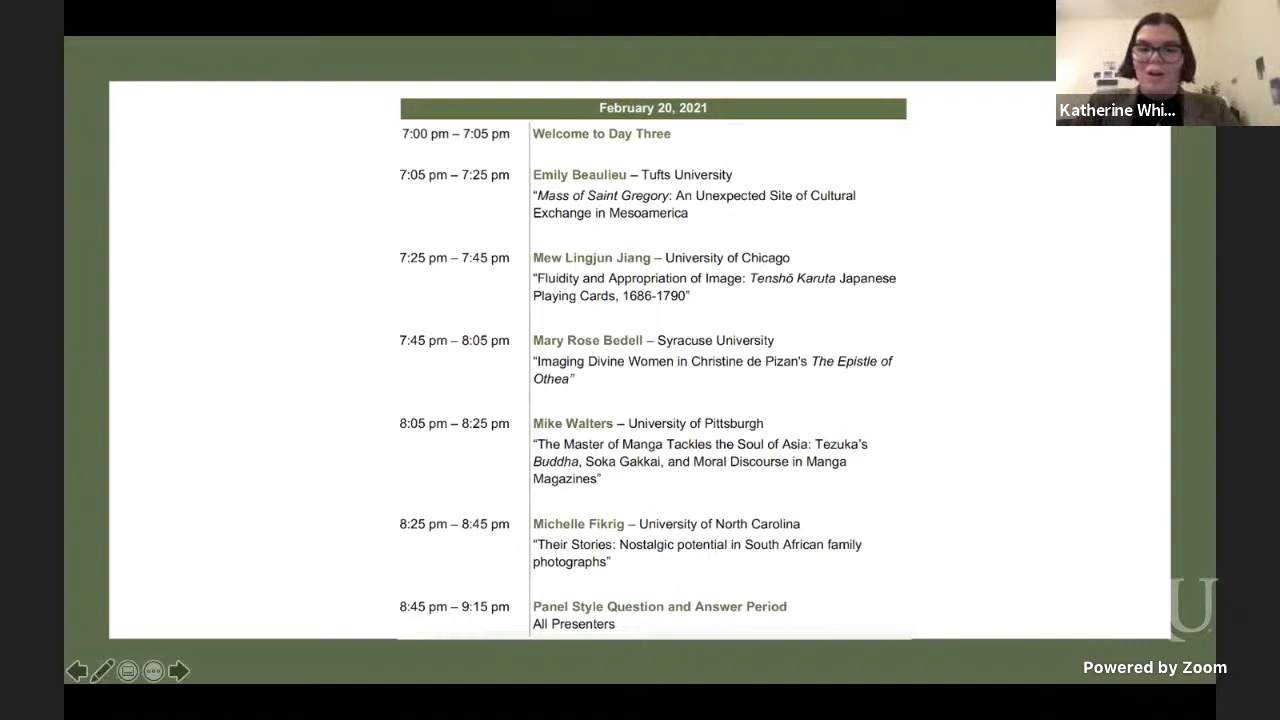 February 20, 2021
7:00 pm – 7:05 pm Welcome to Day Three
7:05 pm – 7:25 pm Emily Beaulieu – Tufts University
“Mass of Saint Gregory: An Unexpected Site of Cultural
Exchange in Mesoamerica
7:25 pm – 7:45 pm Mew Lingjun Jiang – University of Chicago
“Fluidity and Appropriation of Image: Tenshō Karuta Japanese
Playing Cards, 1686-1790”
7:45 pm – 8:05 pm Mary Rose Bedell – Syracuse University
“Imaging Divine Women in Christine de Pizan's The Epistle of
Othea”
8:05 pm – 8:25 pm Mike Walters – University of Pittsburgh
“The Master of Manga Tackles the Soul of Asia: Tezuka’s
Buddha, Soka Gakkai, and Moral Discourse in Manga
Magazines”
8:25 pm – 8:45 pm Michelle Fikrig – University of North Carolina
“Their Stories: Nostalgic potential in South African family
photographs”
8:45 pm – 9:15 pm Panel Style Question and Answer Period
All Presenters
Katherine Whi...
U
Powered by Zoom